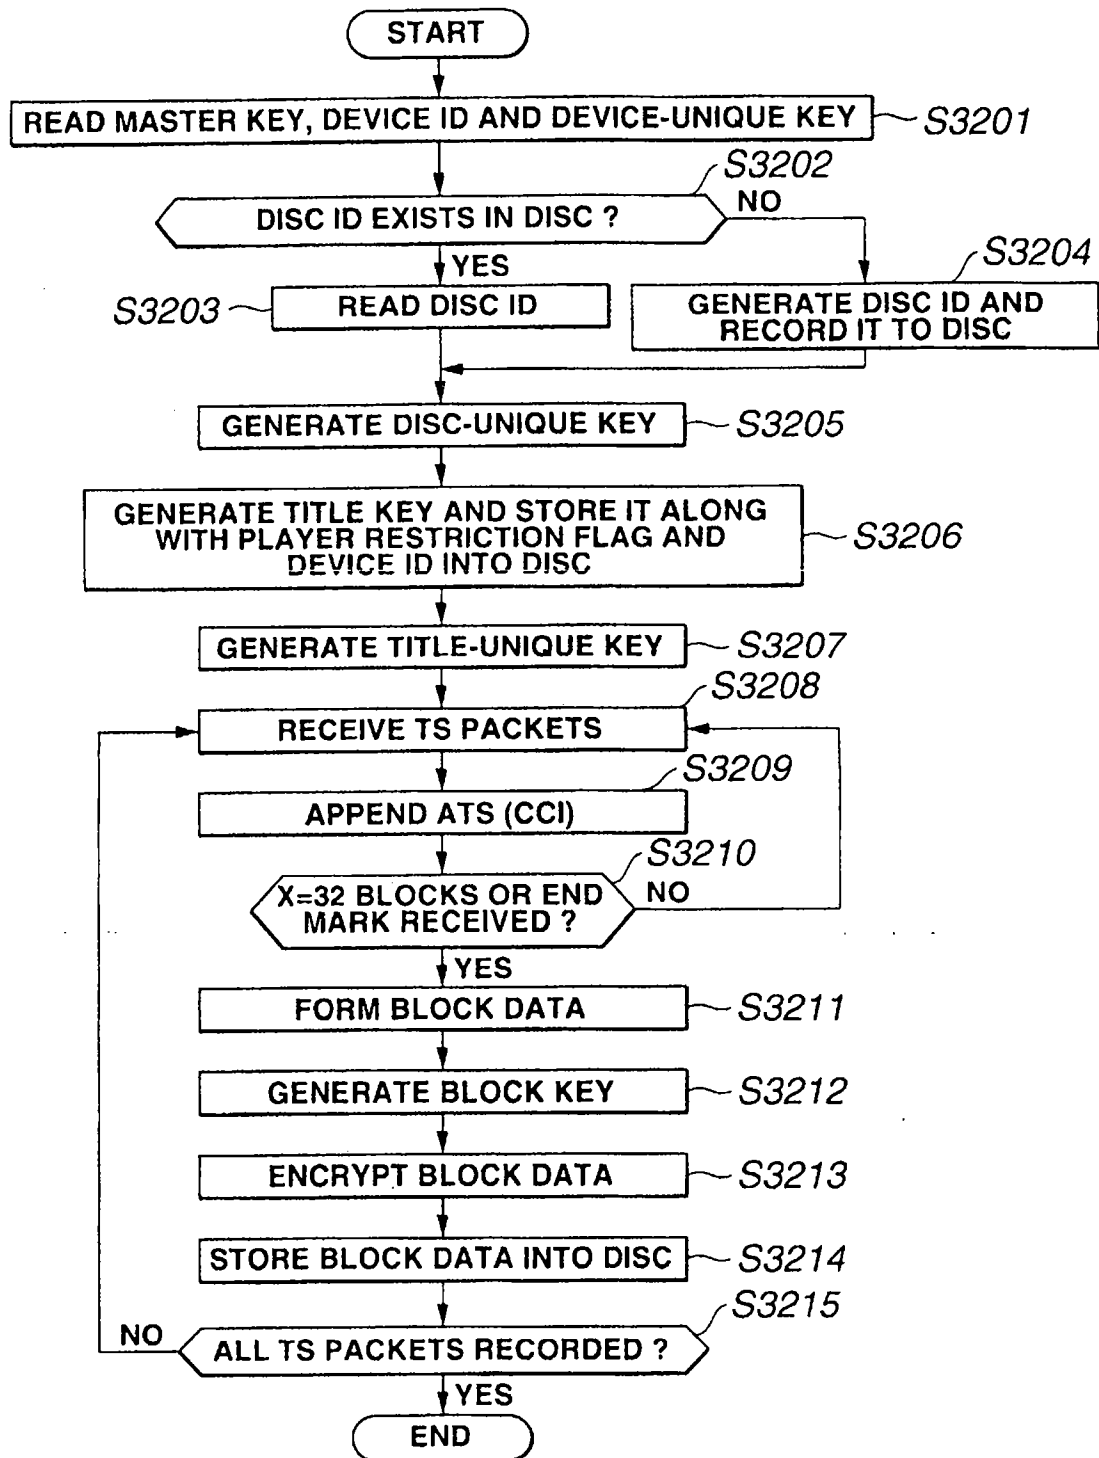 START
READ MASTER KEY, DEVICE ID AND DEVICE-UNIQUE KEY
S3201
S3202
DISC ID EXISTS IN DISC ?
NO
YES
S3204
S3203
READ DISC ID
GENERATE DISC ID AND
RECORD IT TO DISC
GENERATE DISC-UNIQUE KEY
S3205
GENERATE TITLE KEY AND STORE IT ALONG
WITH PLAYER RESTRICTION FLAG AND
DEVICE ID INTO DISC
S3206
GENERATE TITLE-UNIQUE KEY
S3207
S3208
RECEIVE TS PACKETS
S3209
APPEND ATS (CCI)
S3210
X=32 BLOCKS OR END
MARK RECEIVED ?
NO
YES
FORM BLOCK DATA
S3211
GENERATE BLOCK KEY
S3212
ENCRYPT BLOCK DATA
S3213
STORE BLOCK DATA INTO DISC
S3214
S3215
NO
ALL TS PACKETS RECORDED ?
YES
END